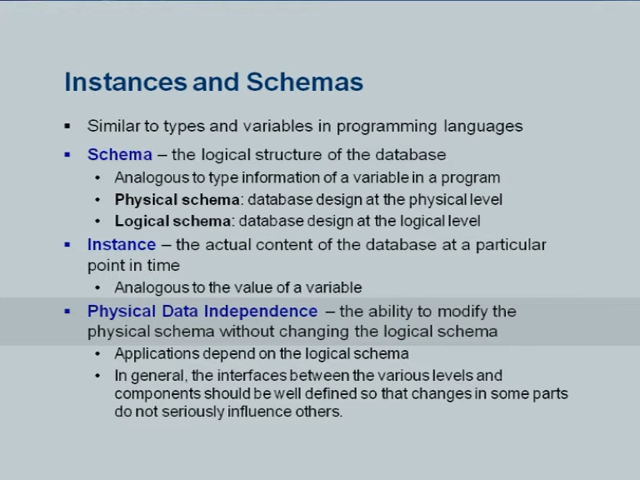 Instances and Schemas
▪ Similar to types and variables in programming languages
▪ Schema – the logical structure of the database
• Analogous to type information of a variable in a program
• Physical schema: database design at the physical level
• Logical schema: database design at the logical level
▪ Instance – the actual content of the database at a particular
point in time
• Analogous to the value of a variable
▪ Physical Data Independence – the ability to modify the
physical schema without changing the logical schema
• Applications depend on the logical schema
• In general, the interfaces between the various levels and
components should be well defined so that changes in some parts
do not seriously influence others.